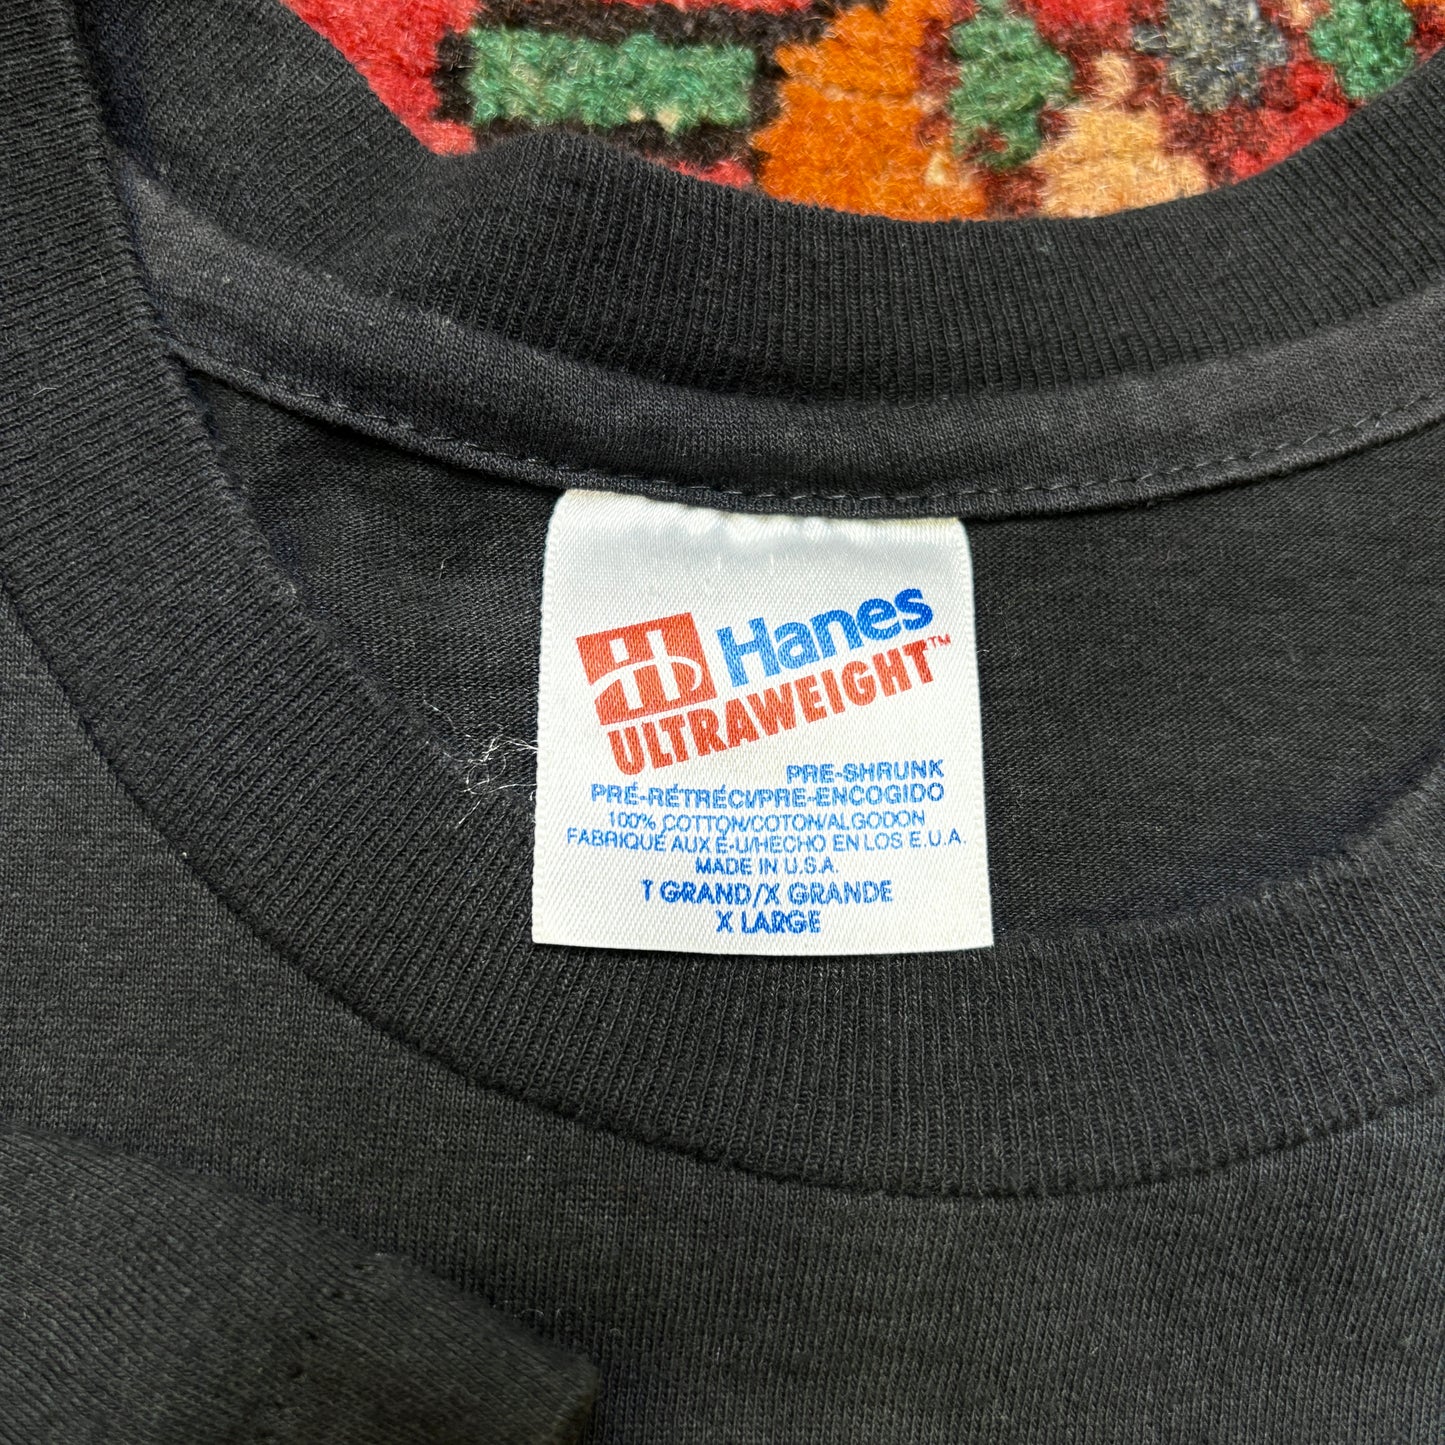 Hanes
ULTRAWEIGHT™
PRE-SHRUNK
PRÉ-RÉTRÉCI/PRE-ENCOGIDO
100% COTTON/COTON/ALGODON
FABRIQUÉ AUX É-U/HECHO EN LOS E.U.A.
MADE IN U.S.A.
T GRAND/X GRANDE
X LARGE